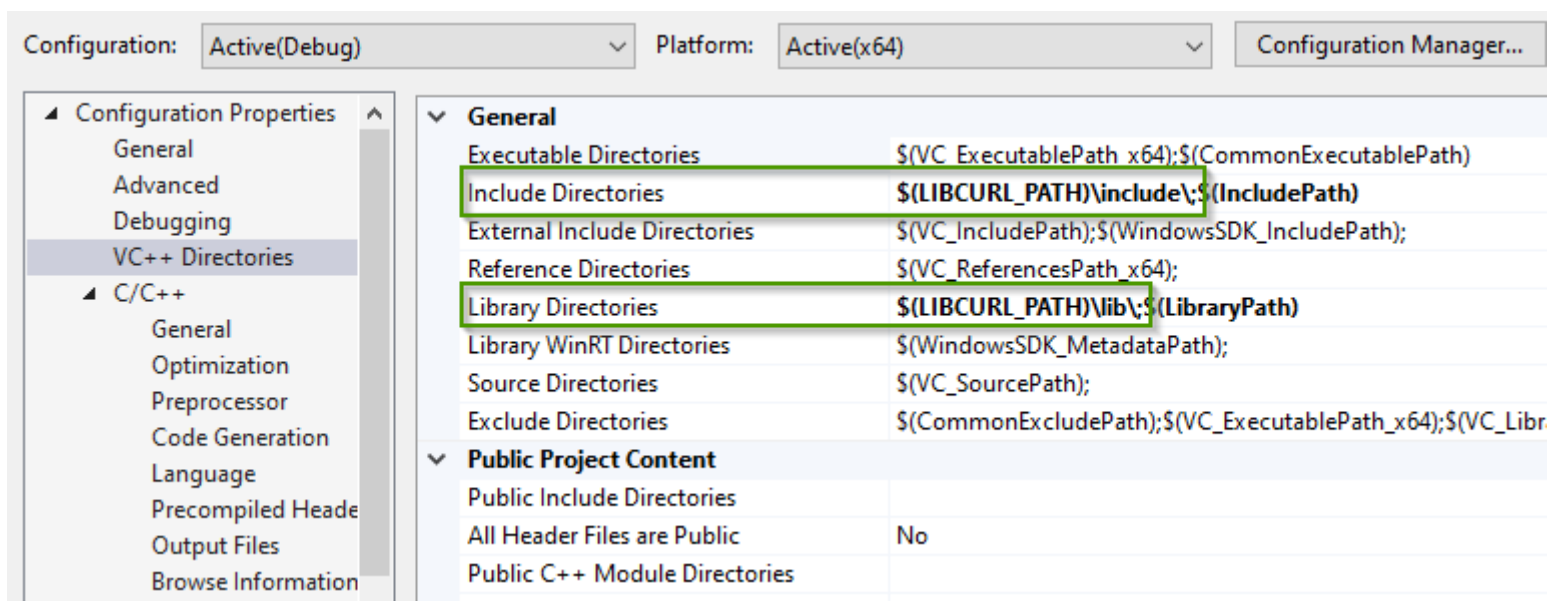 Configuration: Active(Debug) Platform: Active(x64) Configuration Manager...
Configuration Properties
General
Advanced
Debugging
VC++ Directories
C/C++
General
Optimization
Preprocessor
Code Generation
Language
Precompiled Heade
Output Files
Browse Information
General
Executable Directories $(VC_ExecutablePath_x64);$(CommonExecutablePath)
Include Directories $(LIBCURL_PATH)\include\;$(IncludePath)
External Include Directories $(VC_IncludePath);$(WindowsSDK_IncludePath);
Reference Directories $(VC_ReferencesPath_x64);
Library Directories $(LIBCURL_PATH)\lib\;$(LibraryPath)
Library WinRT Directories $(WindowsSDK_MetadataPath);
Source Directories $(VC_SourcePath);
Exclude Directories $(CommonExcludePath);$(VC_ExecutablePath_x64);$(VC_Libr
Public Project Content
Public Include Directories
All Header Files are Public No
Public C++ Module Directories